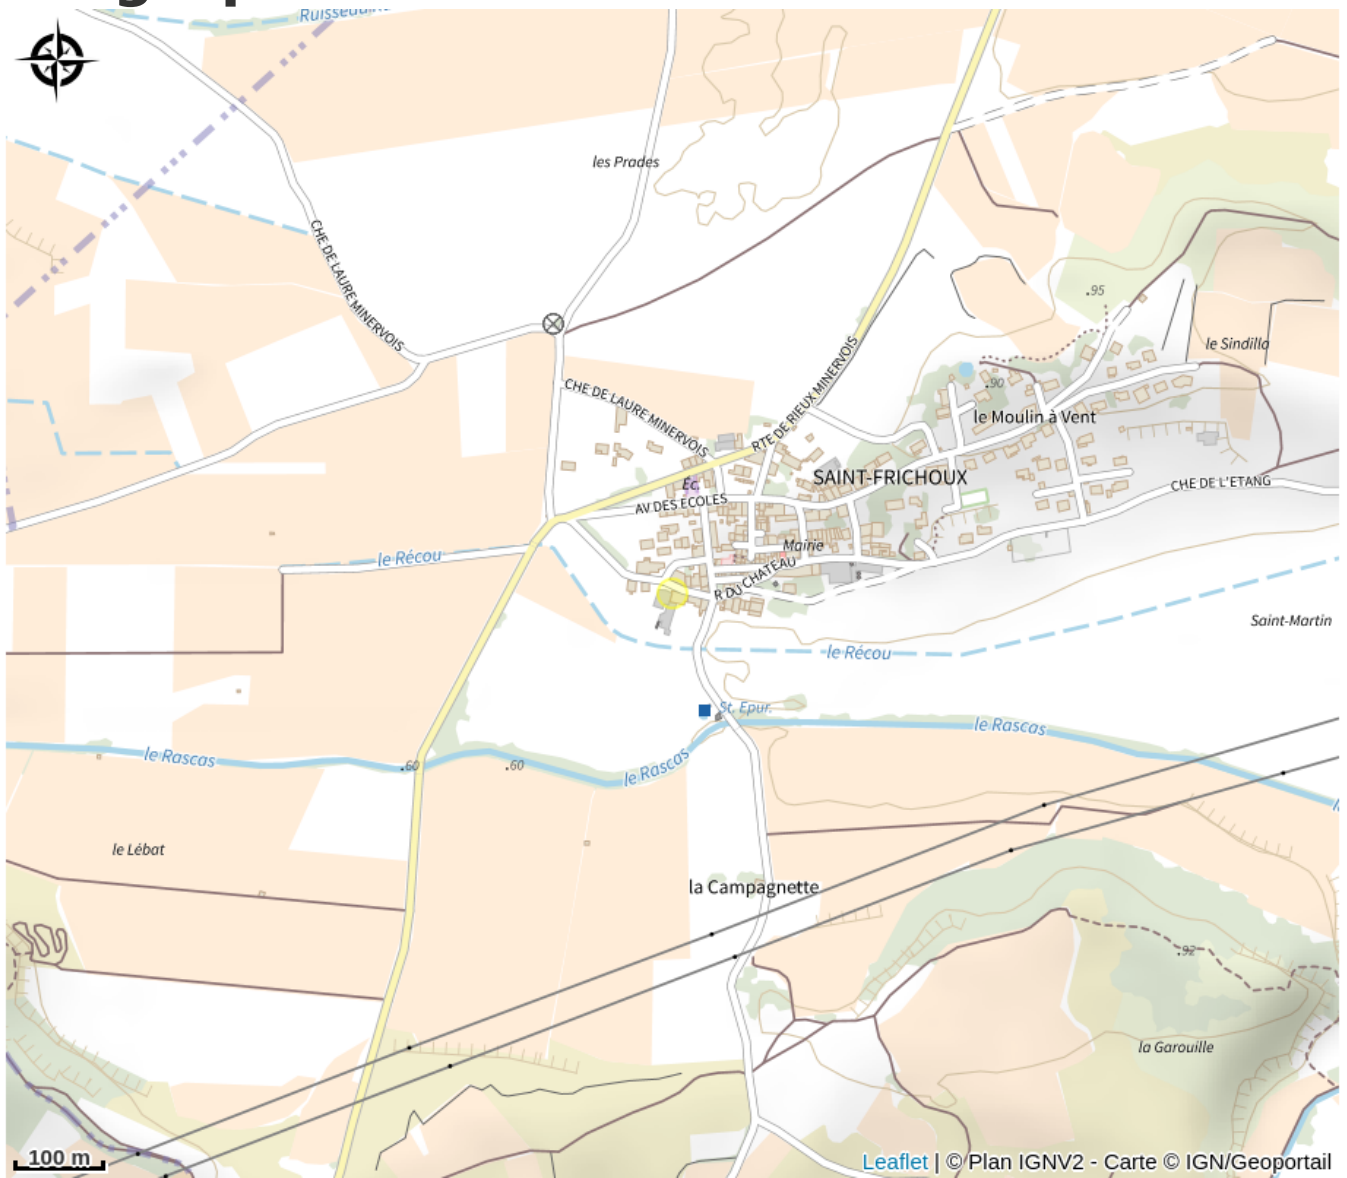 les Prades
CHE DE LAURE MINERVOIS
.95
le Sindilla
RTE DE RIEUX MINERVOIS
CHE DE LAURE MINERVOIS
.90
le Moulin à Vent
SAINT-FRICHOUX
Ec.
CHE DE L'ETANG
AV DES ECOLES
Mairie
le Récou
R DU CHATEAU
Saint-Martin
le Récou
St. Epur.
le Rascas
le Rascas
.60
.60
le Rascas
le Lébat
la Campagnette
.92
la Garouille
100 m
Leaflet | © Plan IGNV2 - Carte © IGN/Geoportail